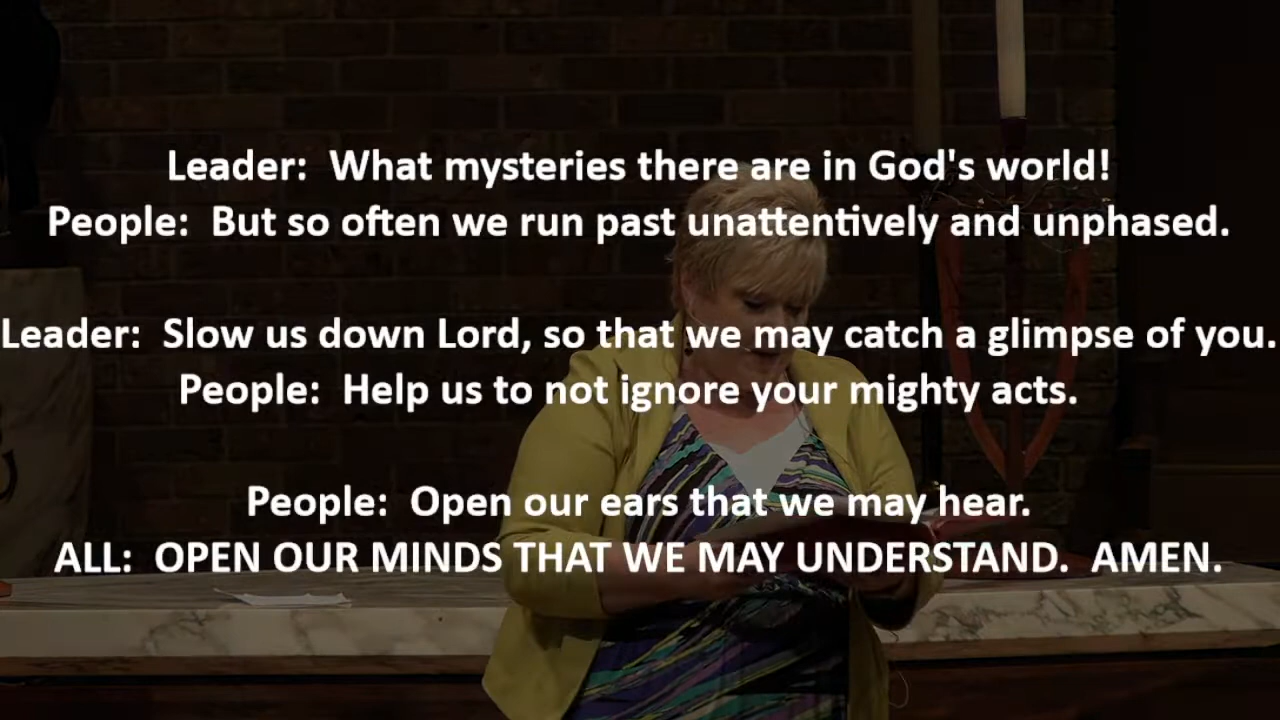 Leader:  What mysteries there are in God's world!
People:  But so often we run past unattentively and unphased.
Leader:  Slow us down Lord, so that we may catch a glimpse of you.
People:  Help us to not ignore your mighty acts.
People:  Open our ears that we may hear.
ALL:  OPEN OUR MINDS THAT WE MAY UNDERSTAND.  AMEN.